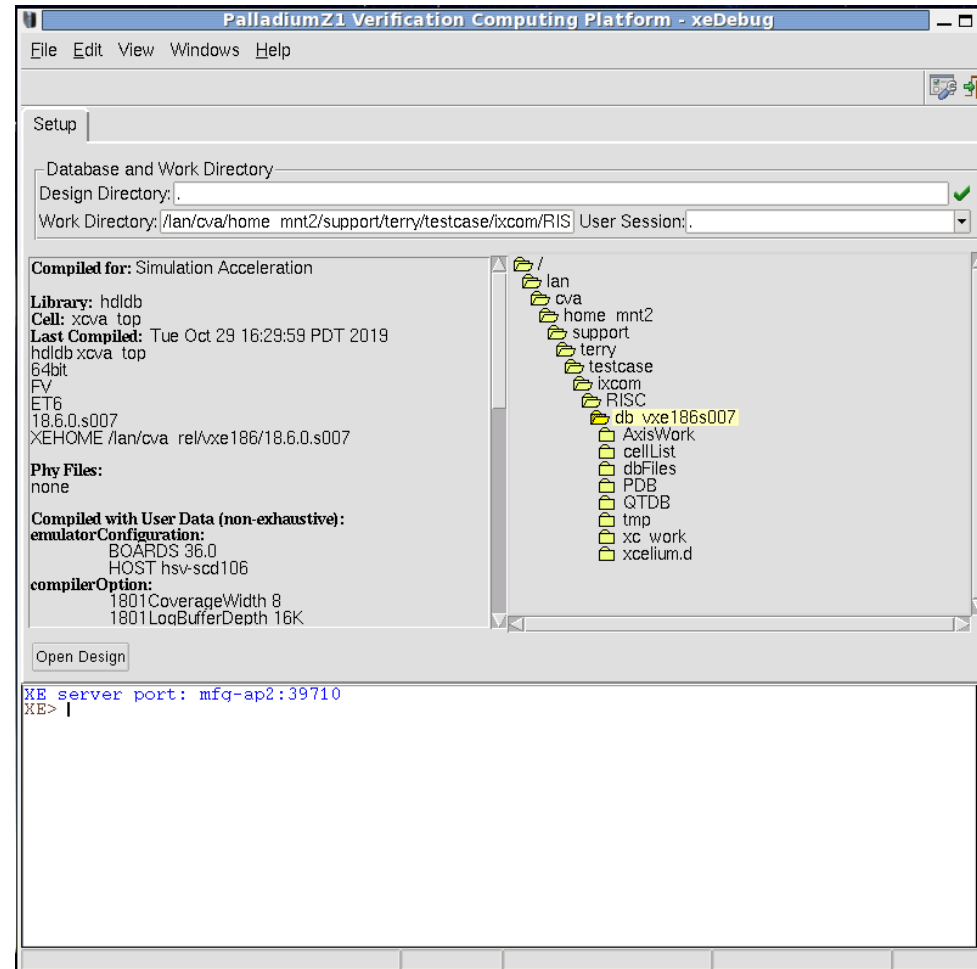 PalladiumZ1 Verification Computing Platform - xeDebug
File Edit View Windows Help
Setup
Database and Work Directory
Design Directory: .
Work Directory: /lan/cva/home_mnt2/support/terry/testcase/ixcom/RIS User Session: .
Compiled for: Simulation Acceleration
Library: hdldb
Cell: xcva_top
Last Compiled: Tue Oct 29 16:29:59 PDT 2019
hdldb xcva_top
64bit
FV
ET6
18.6.0.s007
XEHOME /lan/cva_rel/vxe186/18.6.0.s007
Phy Files:
none
Compiled with User Data (non-exhaustive):
emulatorConfiguration:
BOARDS 36.0
HOST hsv-scd106
compilerOption:
1801CoverageWidth 8
1801LogBufferDepth 16K
/
lan
cva
home_mnt2
support
terry
testcase
ixcom
RISC
db_vxe186s007
AxisWork
cellList
dbFiles
PDB
QTDB
tmp
xc_work
xcelium.d
Open Design
XE server port: mfg-ap2:39710
XE>